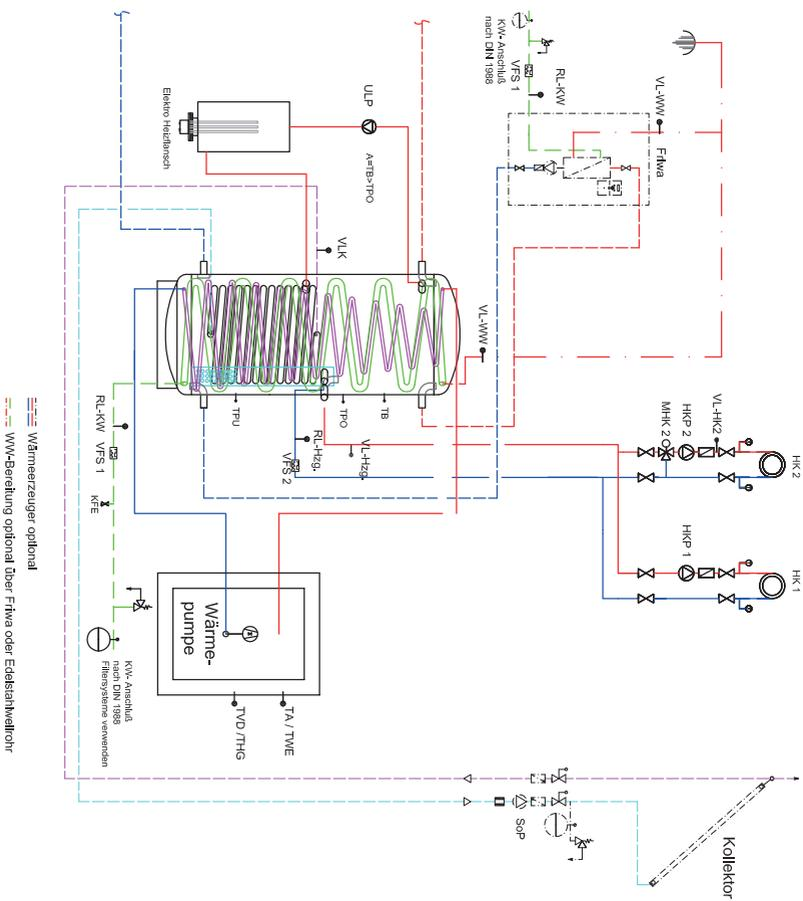 KW- Anschluß
nach DIN 1988
VFS 1
RL-KW
VL-WW
Friwa
ULP
A=TB>TPO
Elektro Heizflansch
VLK
VL-WW
TPU
TPO
TB
RL-KW
VFS 1
KFE
RL-Hzg.
VFS 2
VL-Hzg.
VL-HK2
HKP 2
MHK 2
HK 2
HKP 1
HK 1
Wärme-
pumpe
TVD /THG
TA / TWE
KW- Anschluß
nach DIN 1988
Filtersysteme verwenden
SoP
Kollektor
Wärmeerzeuger optional
WW-Bereitung optional über Friwa oder Edelstahlwellrohr